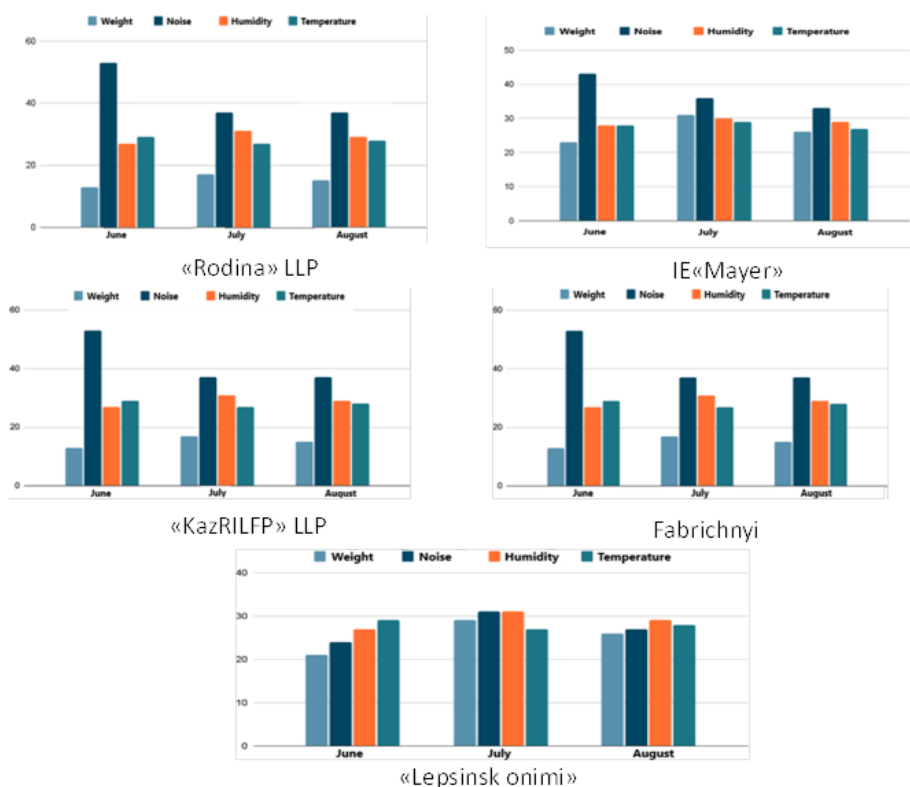 Weight Noise Humidity Temperature
60
40
20
0
June July August
«Rodina» LLP
Weight Noise Humidity Temperature
50
40
30
20
10
0
June July August
IE«Mayer»
Weight Noise Humidity Temperature
60
40
20
0
June July August
«KazRILFP» LLP
Weight Noise Humidity Temperature
60
40
20
0
June July August
Fabrichnyi
Weight Noise Humidity Temperature
40
30
20
10
0
June July August
«Lepsinsk onimi»